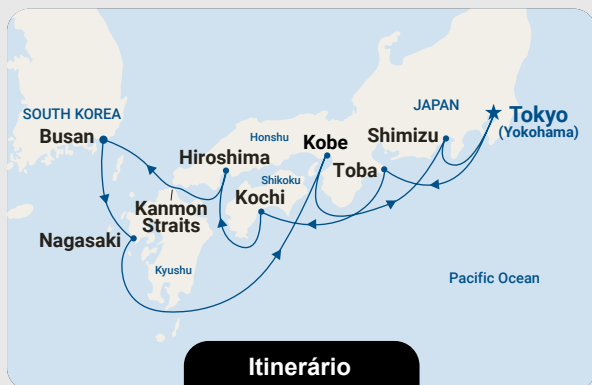 SOUTH KOREA
Busan
Hiroshima
Honshu
Kobe
Shimizu
JAPAN
Tokyo
(Yokohama)
Toba
Shikoku
Kochi
Kanmon
Straits
Nagasaki
Kyushu
Pacific Ocean
Itinerário